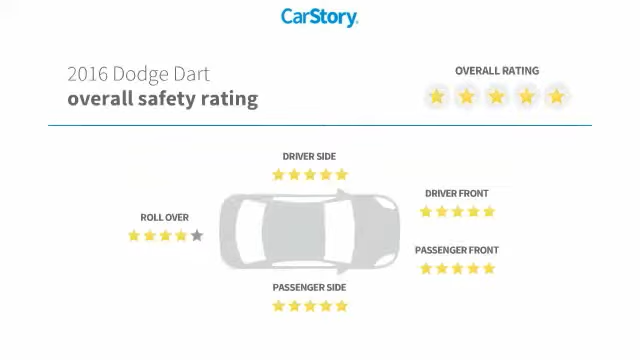 CarStory.
2016 Dodge Dart
overall safety rating
OVERALL RATING
DRIVER SIDE
DRIVER FRONT
ROLL OVER
PASSENGER FRONT
PASSENGER SIDE